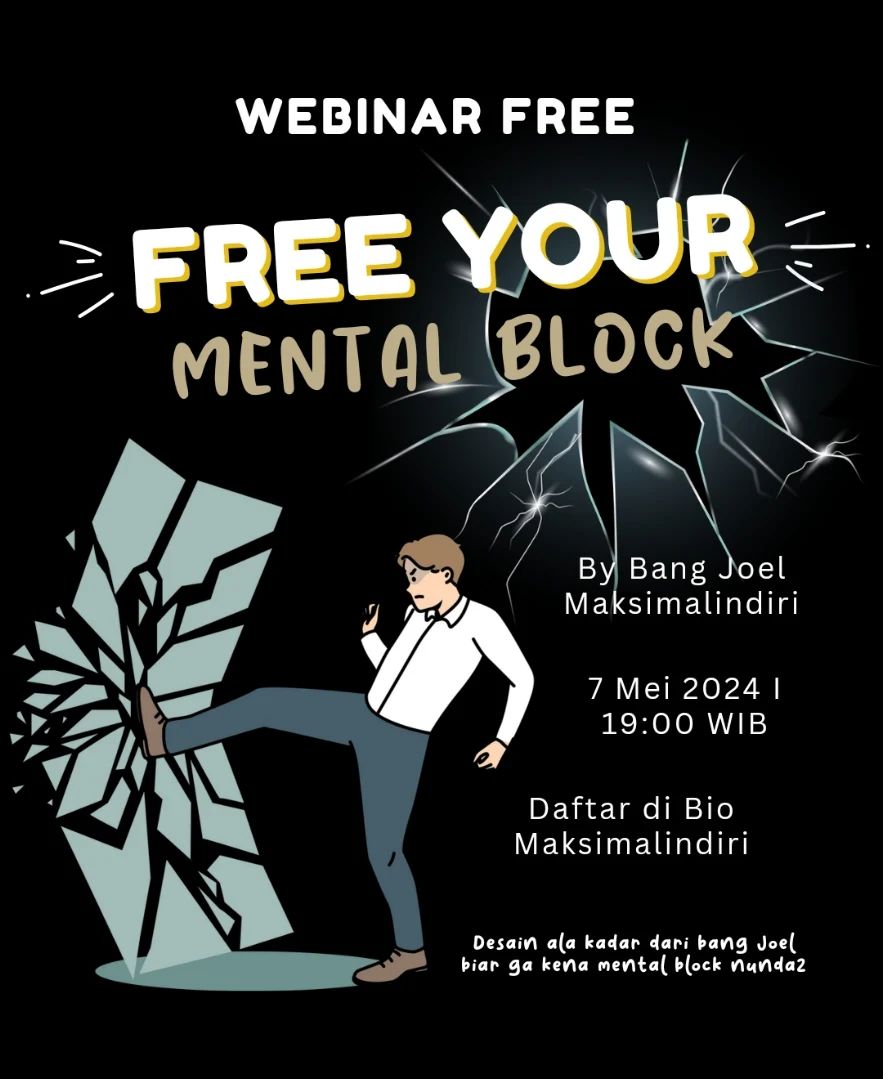 WEBINAR FREE
FREE YOUR
MENTAL BLOCK
By Bang Joel
Maksimalindiri
7 Mei 2024 |
19:00 WIB
Daftar di Bio
Maksimalindiri
Desain ala kadar dari bang Joel
biar ga kena mental block nunda2